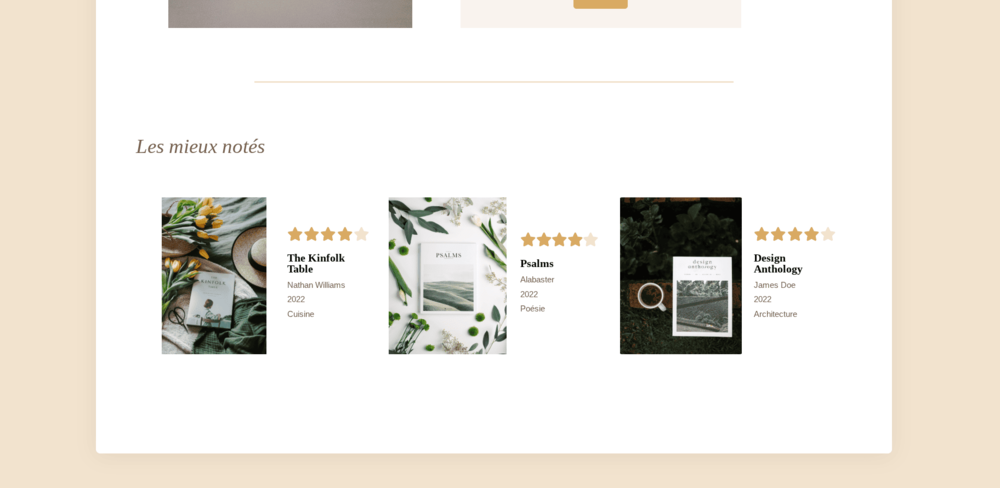 Les mieux notés
The Kinfolk
Table
Nathan Williams
2022
Cuisine
PSALMS
Psalms
Alabaster
2022
Poésie
design
anthology
Design
Anthology
James Doe
2022
Architecture